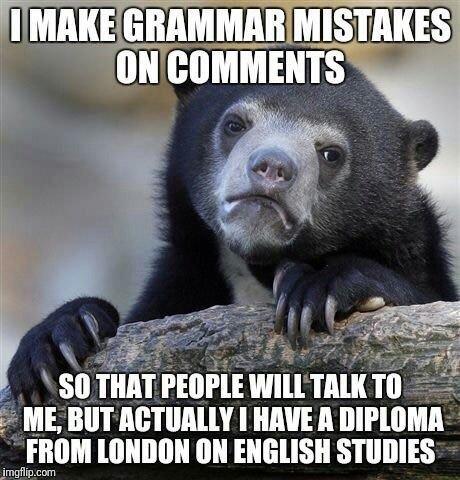 I MAKE GRAMMAR MISTAKES
ON COMMENTS
SO THAT PEOPLE WILL TALK TO
ME, BUT ACTUALLY I HAVE A DIPLOMA
FROM LONDON ON ENGLISH STUDIES
imgflip.com